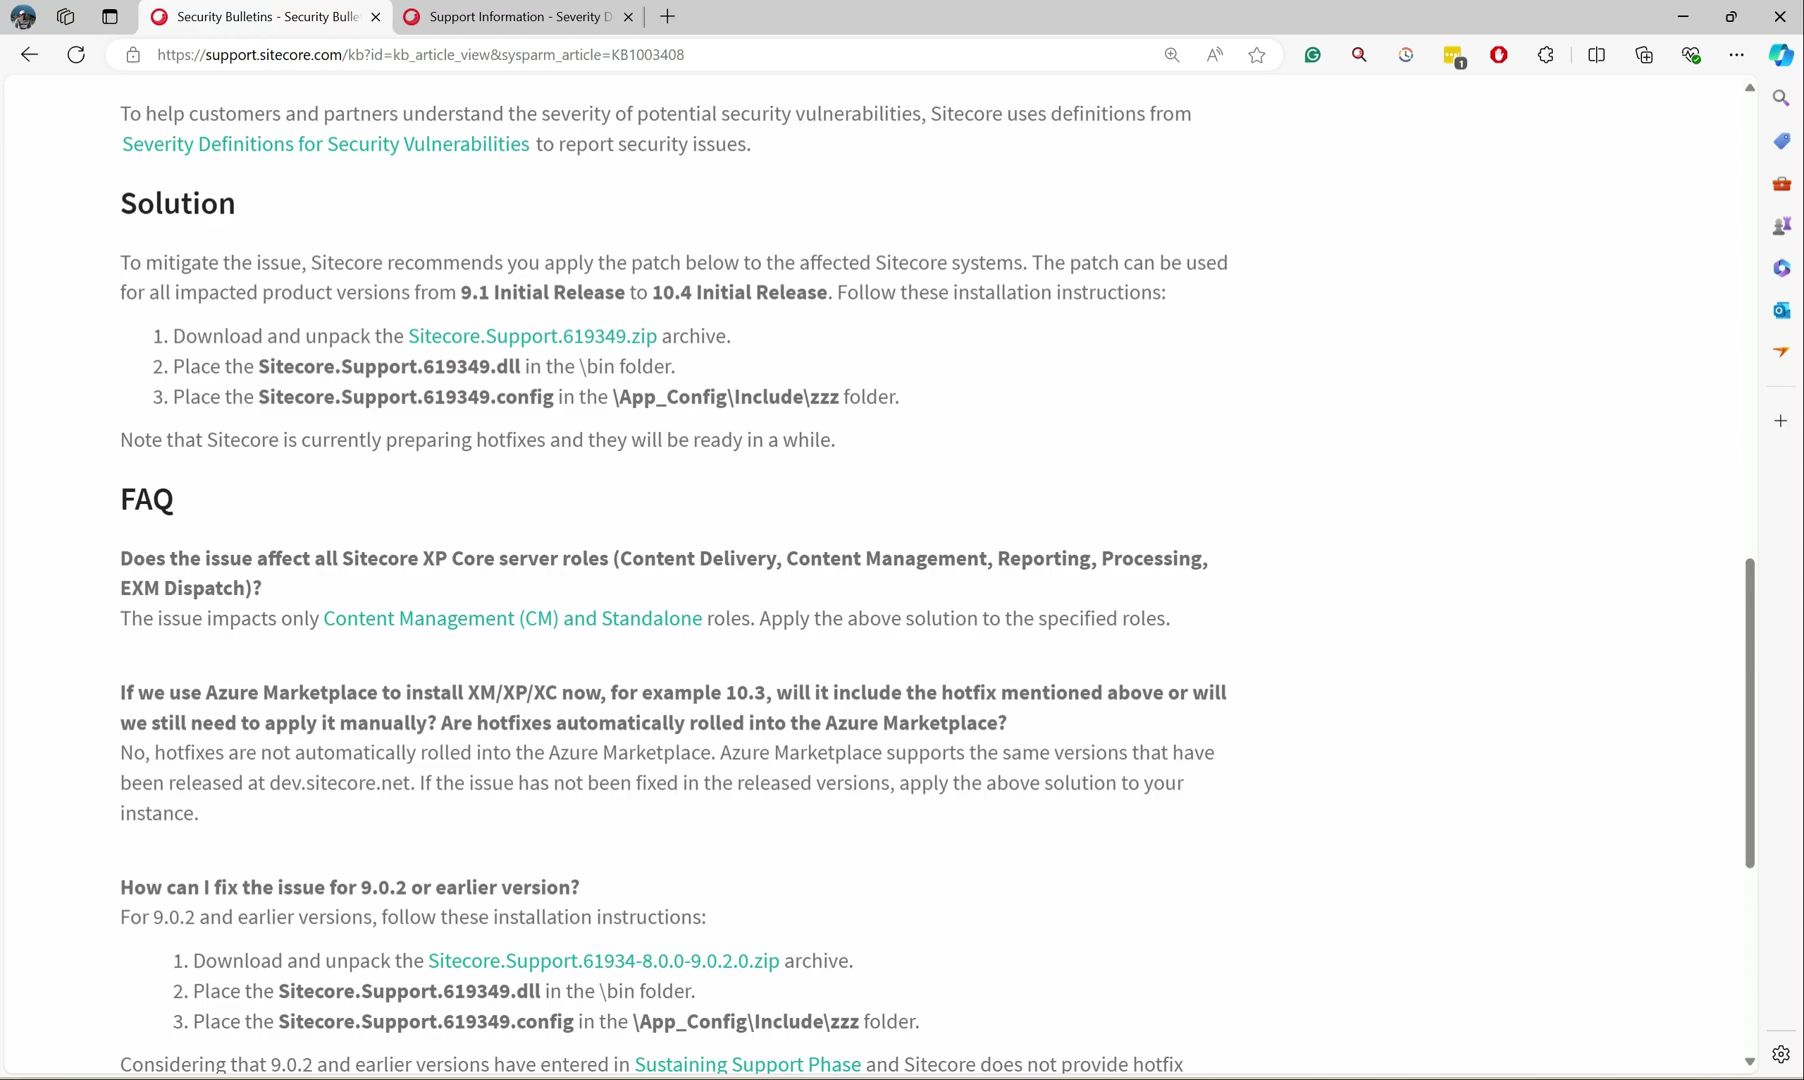 Security Bulletins - Security Bulle
Support Information - Severity D
https://support.sitecore.com/kb?id=kb_article_view&sysparm_article=KB1003408
1
To help customers and partners understand the severity of potential security vulnerabilities, Sitecore uses definitions from
Severity Definitions for Security Vulnerabilities to report security issues.
Solution
To mitigate the issue, Sitecore recommends you apply the patch below to the affected Sitecore systems. The patch can be used
for all impacted product versions from 9.1 Initial Release to 10.4 Initial Release. Follow these installation instructions:
1. Download and unpack the Sitecore.Support.619349.zip archive.
2. Place the Sitecore.Support.619349.dll in the \bin folder.
3. Place the Sitecore.Support.619349.config in the \App_Config\Include\zzz folder.
Note that Sitecore is currently preparing hotfixes and they will be ready in a while.
FAQ
Does the issue affect all Sitecore XP Core server roles (Content Delivery, Content Management, Reporting, Processing,
EXM Dispatch)?
The issue impacts only Content Management (CM) and Standalone roles. Apply the above solution to the specified roles.
If we use Azure Marketplace to install XM/XP/XC now, for example 10.3, will it include the hotfix mentioned above or will
we still need to apply it manually? Are hotfixes automatically rolled into the Azure Marketplace?
No, hotfixes are not automatically rolled into the Azure Marketplace. Azure Marketplace supports the same versions that have
been released at dev.sitecore.net. If the issue has not been fixed in the released versions, apply the above solution to your
instance.
How can I fix the issue for 9.0.2 or earlier version?
For 9.0.2 and earlier versions, follow these installation instructions:
1. Download and unpack the Sitecore.Support.61934-8.0.0-9.0.2.0.zip archive.
2. Place the Sitecore.Support.619349.dll in the \bin folder.
3. Place the Sitecore.Support.619349.config in the \App_Config\Include\zzz folder.
Considering that 9.0.2 and earlier versions have entered in Sustaining Support Phase and Sitecore does not provide hotfix